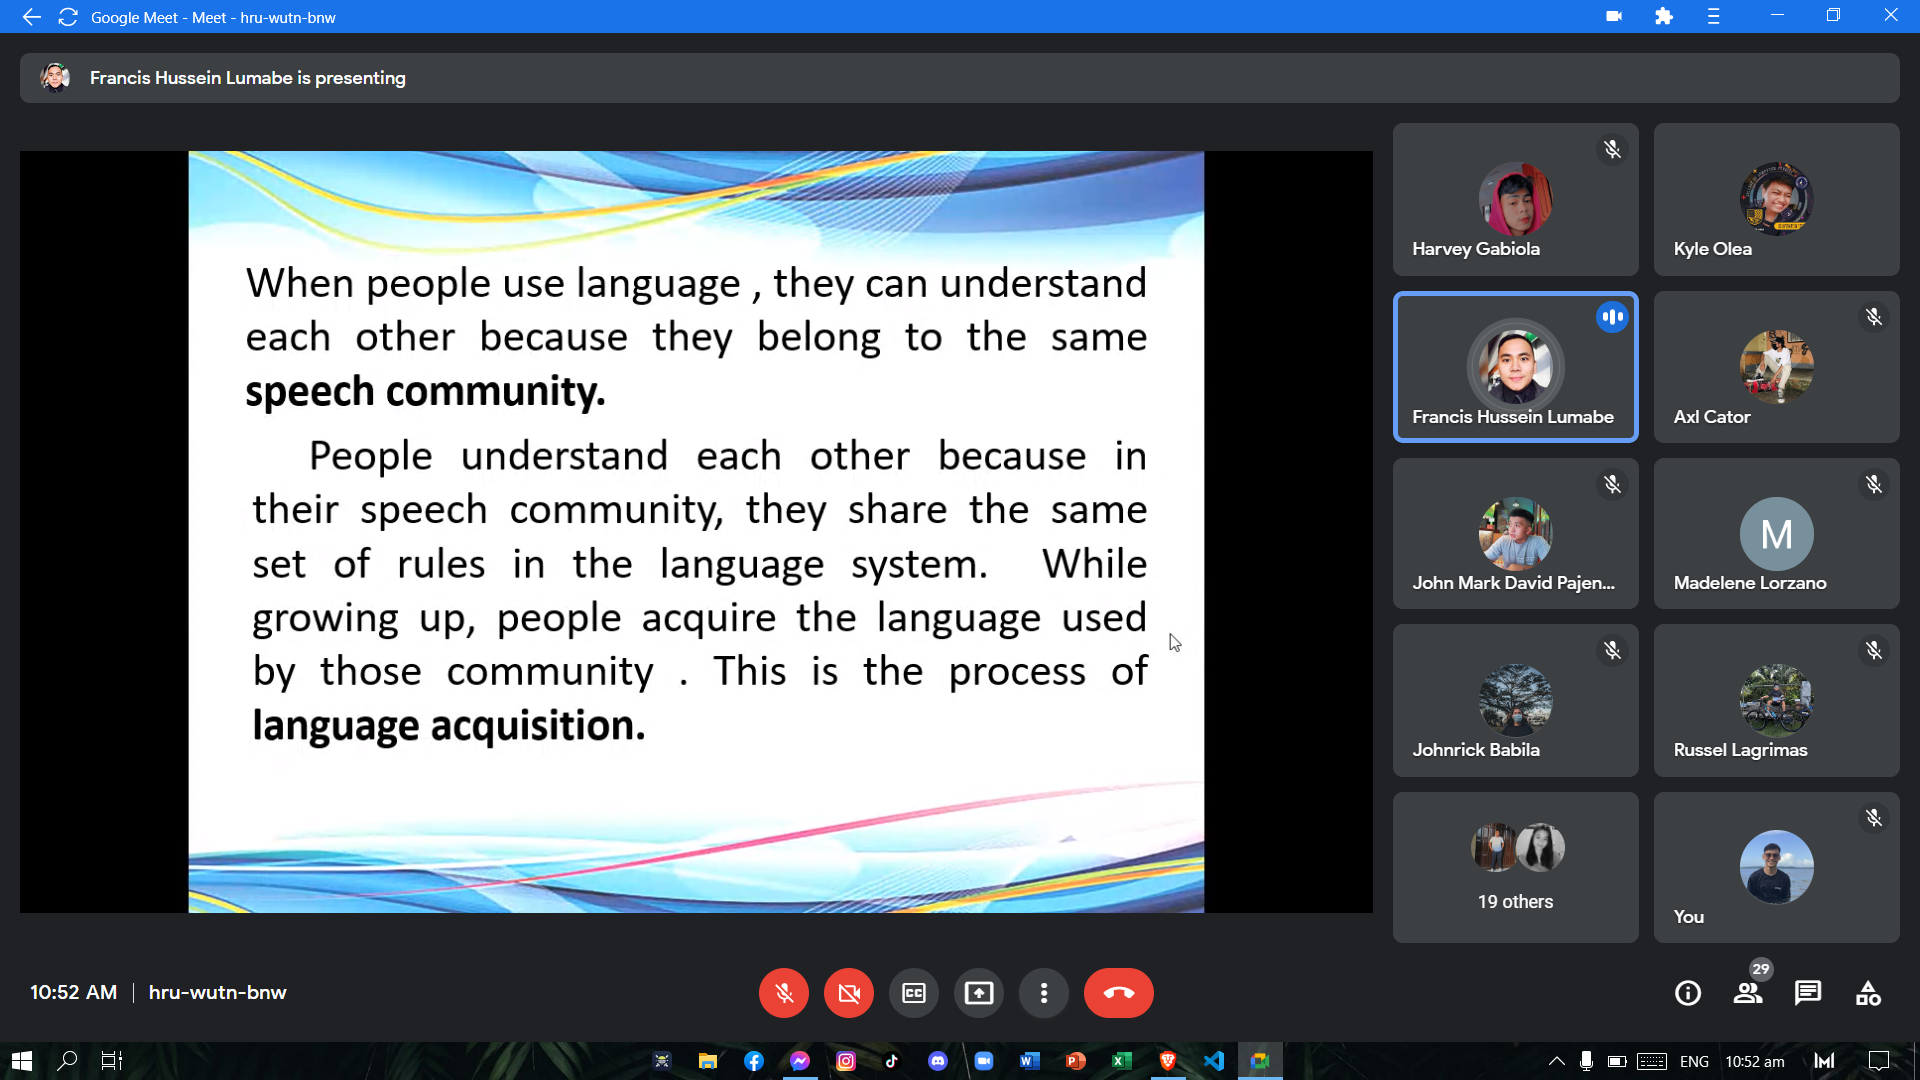 Google Meet - Meet - hru-wutn-bnw
Francis Hussein Lumabe is presenting
When people use language , they can understand
each other because they belong to the same
speech community.
People understand each other because in
their speech community, they share the same
set of rules in the language system. While
growing up, people acquire the language used
by those community . This is the process of
language acquisition.
Harvey Gabiola
Kyle Olea
Francis Hussein Lumabe
Axl Cator
John Mark David Pajen...
M
Madelene Lorzano
Johnrick Babila
Russel Lagrimas
19 others
You
10:52 AM | hru-wutn-bnw
CC
29
ENG
10:52 am